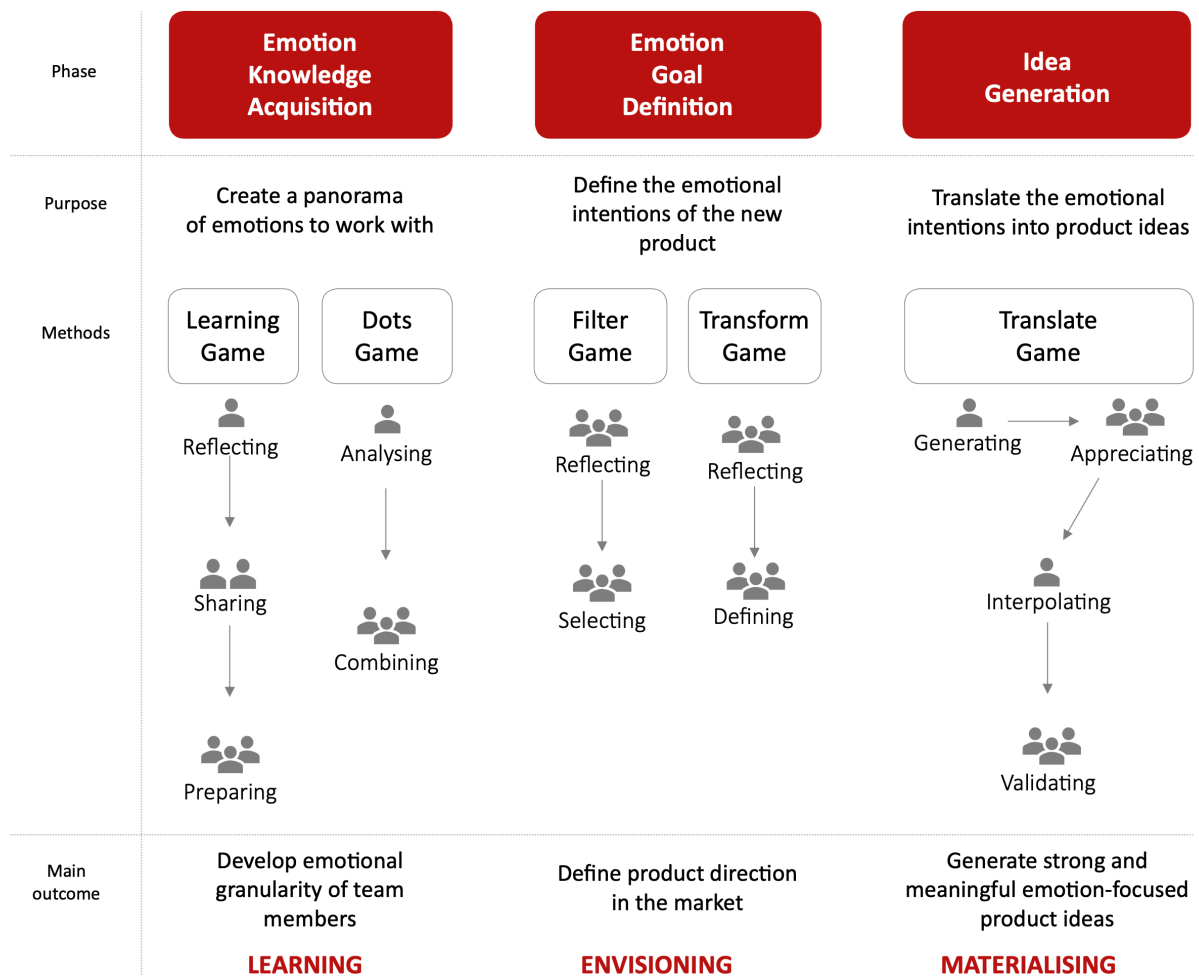 Phase
Emotion
Knowledge
Acquisition
Emotion
Goal
Definition
Idea
Generation
Purpose
Create a panorama
of emotions to work with
Define the emotional
intentions of the new
product
Translate the emotional
intentions into product ideas
Methods
Learning
Game
Dots
Game
Filter
Game
Transform
Game
Translate
Game
Reflecting
Sharing
Preparing
Analysing
Combining
Reflecting
Selecting
Reflecting
Defining
Generating
Appreciating
Interpolating
Validating
Main
outcome
Develop emotional
granularity of team
members
Define product direction
in the market
Generate strong and
meaningful emotion-focused
product ideas
LEARNING
ENVISIONING
MATERIALISING